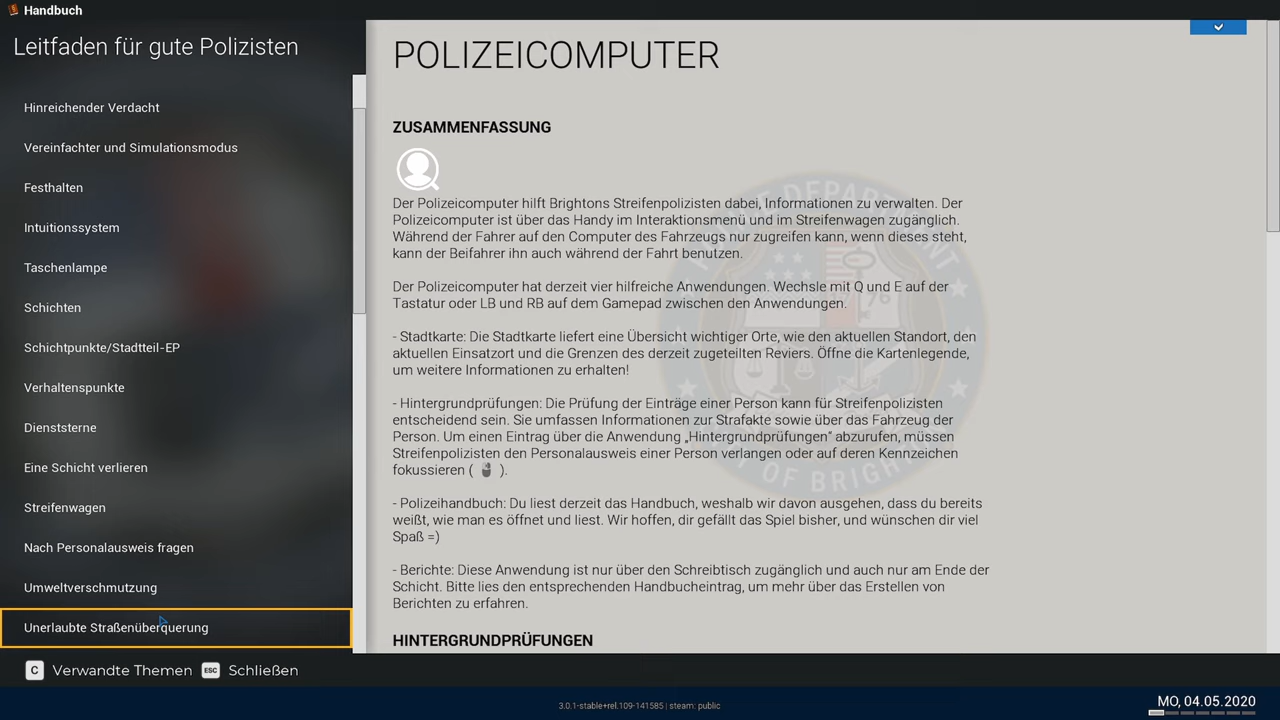 Handbuch
Leitfaden für gute Polizisten
Hinreichender Verdacht
Vereinfachter und Simulationsmodus
Festhalten
Intuitionssystem
Taschenlampe
Schichten
Schichtpunkte/Stadtteil-EP
Verhaltenspunkte
Dienststerne
Eine Schicht verlieren
Streifenwagen
Nach Personalausweis fragen
Umweltverschmutzung
Unerlaubte Straßenüberquerung
C Verwandte Themen ESC Schließen
POLIZEICOMPUTER
ZUSAMMENFASSUNG
Der Polizeicomputer hilft Brightons Streifenpolizisten dabei, Informationen zu verwalten. Der
Polizeicomputer ist über das Handy im Interaktionsmenü und im Streifenwagen zugänglich.
Während der Fahrer auf den Computer des Fahrzeugs nur zugreifen kann, wenn dieses steht,
kann der Beifahrer ihn auch während der Fahrt benutzen.
Der Polizeicomputer hat derzeit vier hilfreiche Anwendungen. Wechsle mit Q und E auf der
Tastatur oder LB und RB auf dem Gamepad zwischen den Anwendungen.
- Stadtkarte: Die Stadtkarte liefert eine Übersicht wichtiger Orte, wie den aktuellen Standort, den
aktuellen Einsatzort und die Grenzen des derzeit zugeteilten Reviers. Öffne die Kartenlegende,
um weitere Informationen zu erhalten!
- Hintergrundprüfungen: Die Prüfung der Einträge einer Person kann für Streifenpolizisten
entscheidend sein. Sie umfassen Informationen zur Strafakte sowie über das Fahrzeug der
Person. Um einen Eintrag über die Anwendung „Hintergrundprüfungen“ abzurufen, müssen
Streifenpolizisten den Personalausweis einer Person verlangen oder auf deren Kennzeichen
fokussieren ( ).
- Polizeihandbuch: Du liest derzeit das Handbuch, weshalb wir davon ausgehen, dass du bereits
weißt, wie man es öffnet und liest. Wir hoffen, dir gefällt das Spiel bisher, und wünschen dir viel
Spaß =)
- Berichte: Diese Anwendung ist nur über den Schreibtisch zugänglich und auch nur am Ende der
Schicht. Bitte lies den entsprechenden Handbucheintrag, um mehr über das Erstellen von
Berichten zu erfahren.
HINTERGRUNDPRÜFUNGEN
3.0.1-stable+rel.109-141585 | steam: public
MO, 04.05.2020